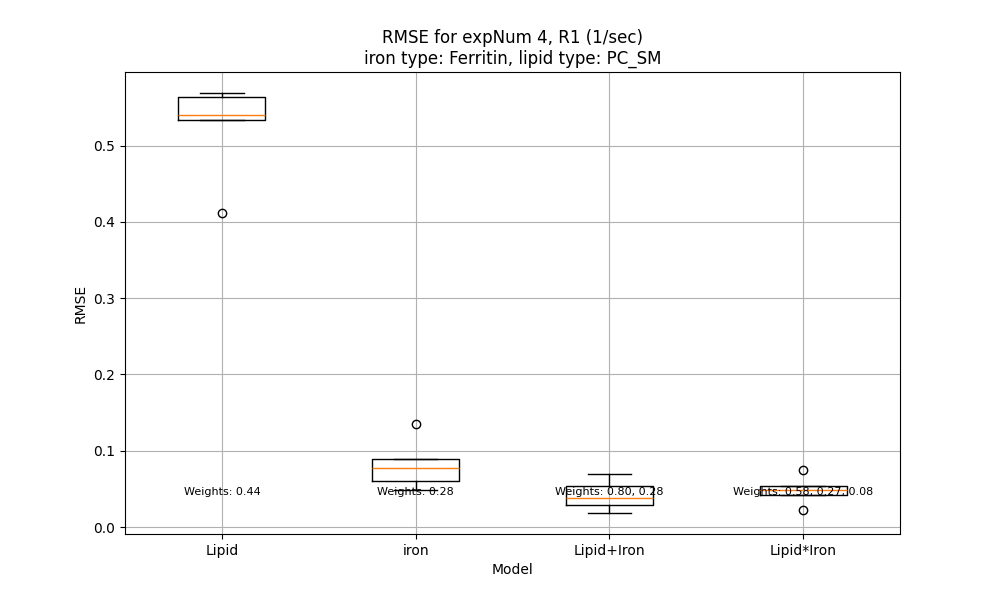 RMSE for expNum 4, R1 (1/sec)
iron type: Ferritin, lipid type: PC_SM
RMSE
0.5
0.4
0.3
0.2
0.1
0.0
Weights: 0.44
Weights: 0.28
Weights: 0.80, 0.28
Weights: 0.58, 0.27, 0.08
Lipid
iron
Lipid+Iron
Lipid*Iron
Model